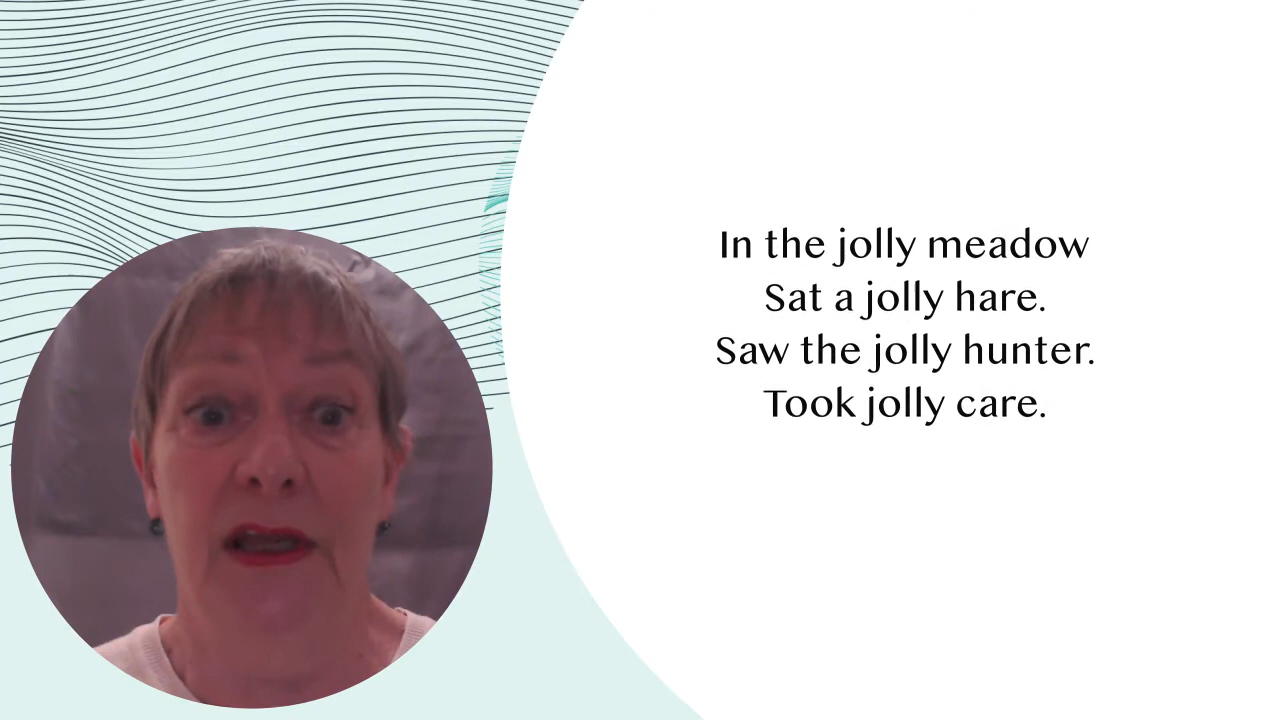 In the jolly meadow
Sat a jolly hare.
Saw the jolly hunter.
Took jolly care.